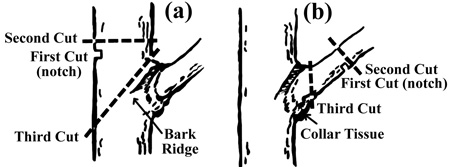 (a)
Second Cut
First Cut
(notch)
Third Cut
Bark
Ridge
(b)
Second Cut
First Cut (notch)
Third Cut
Collar Tissue